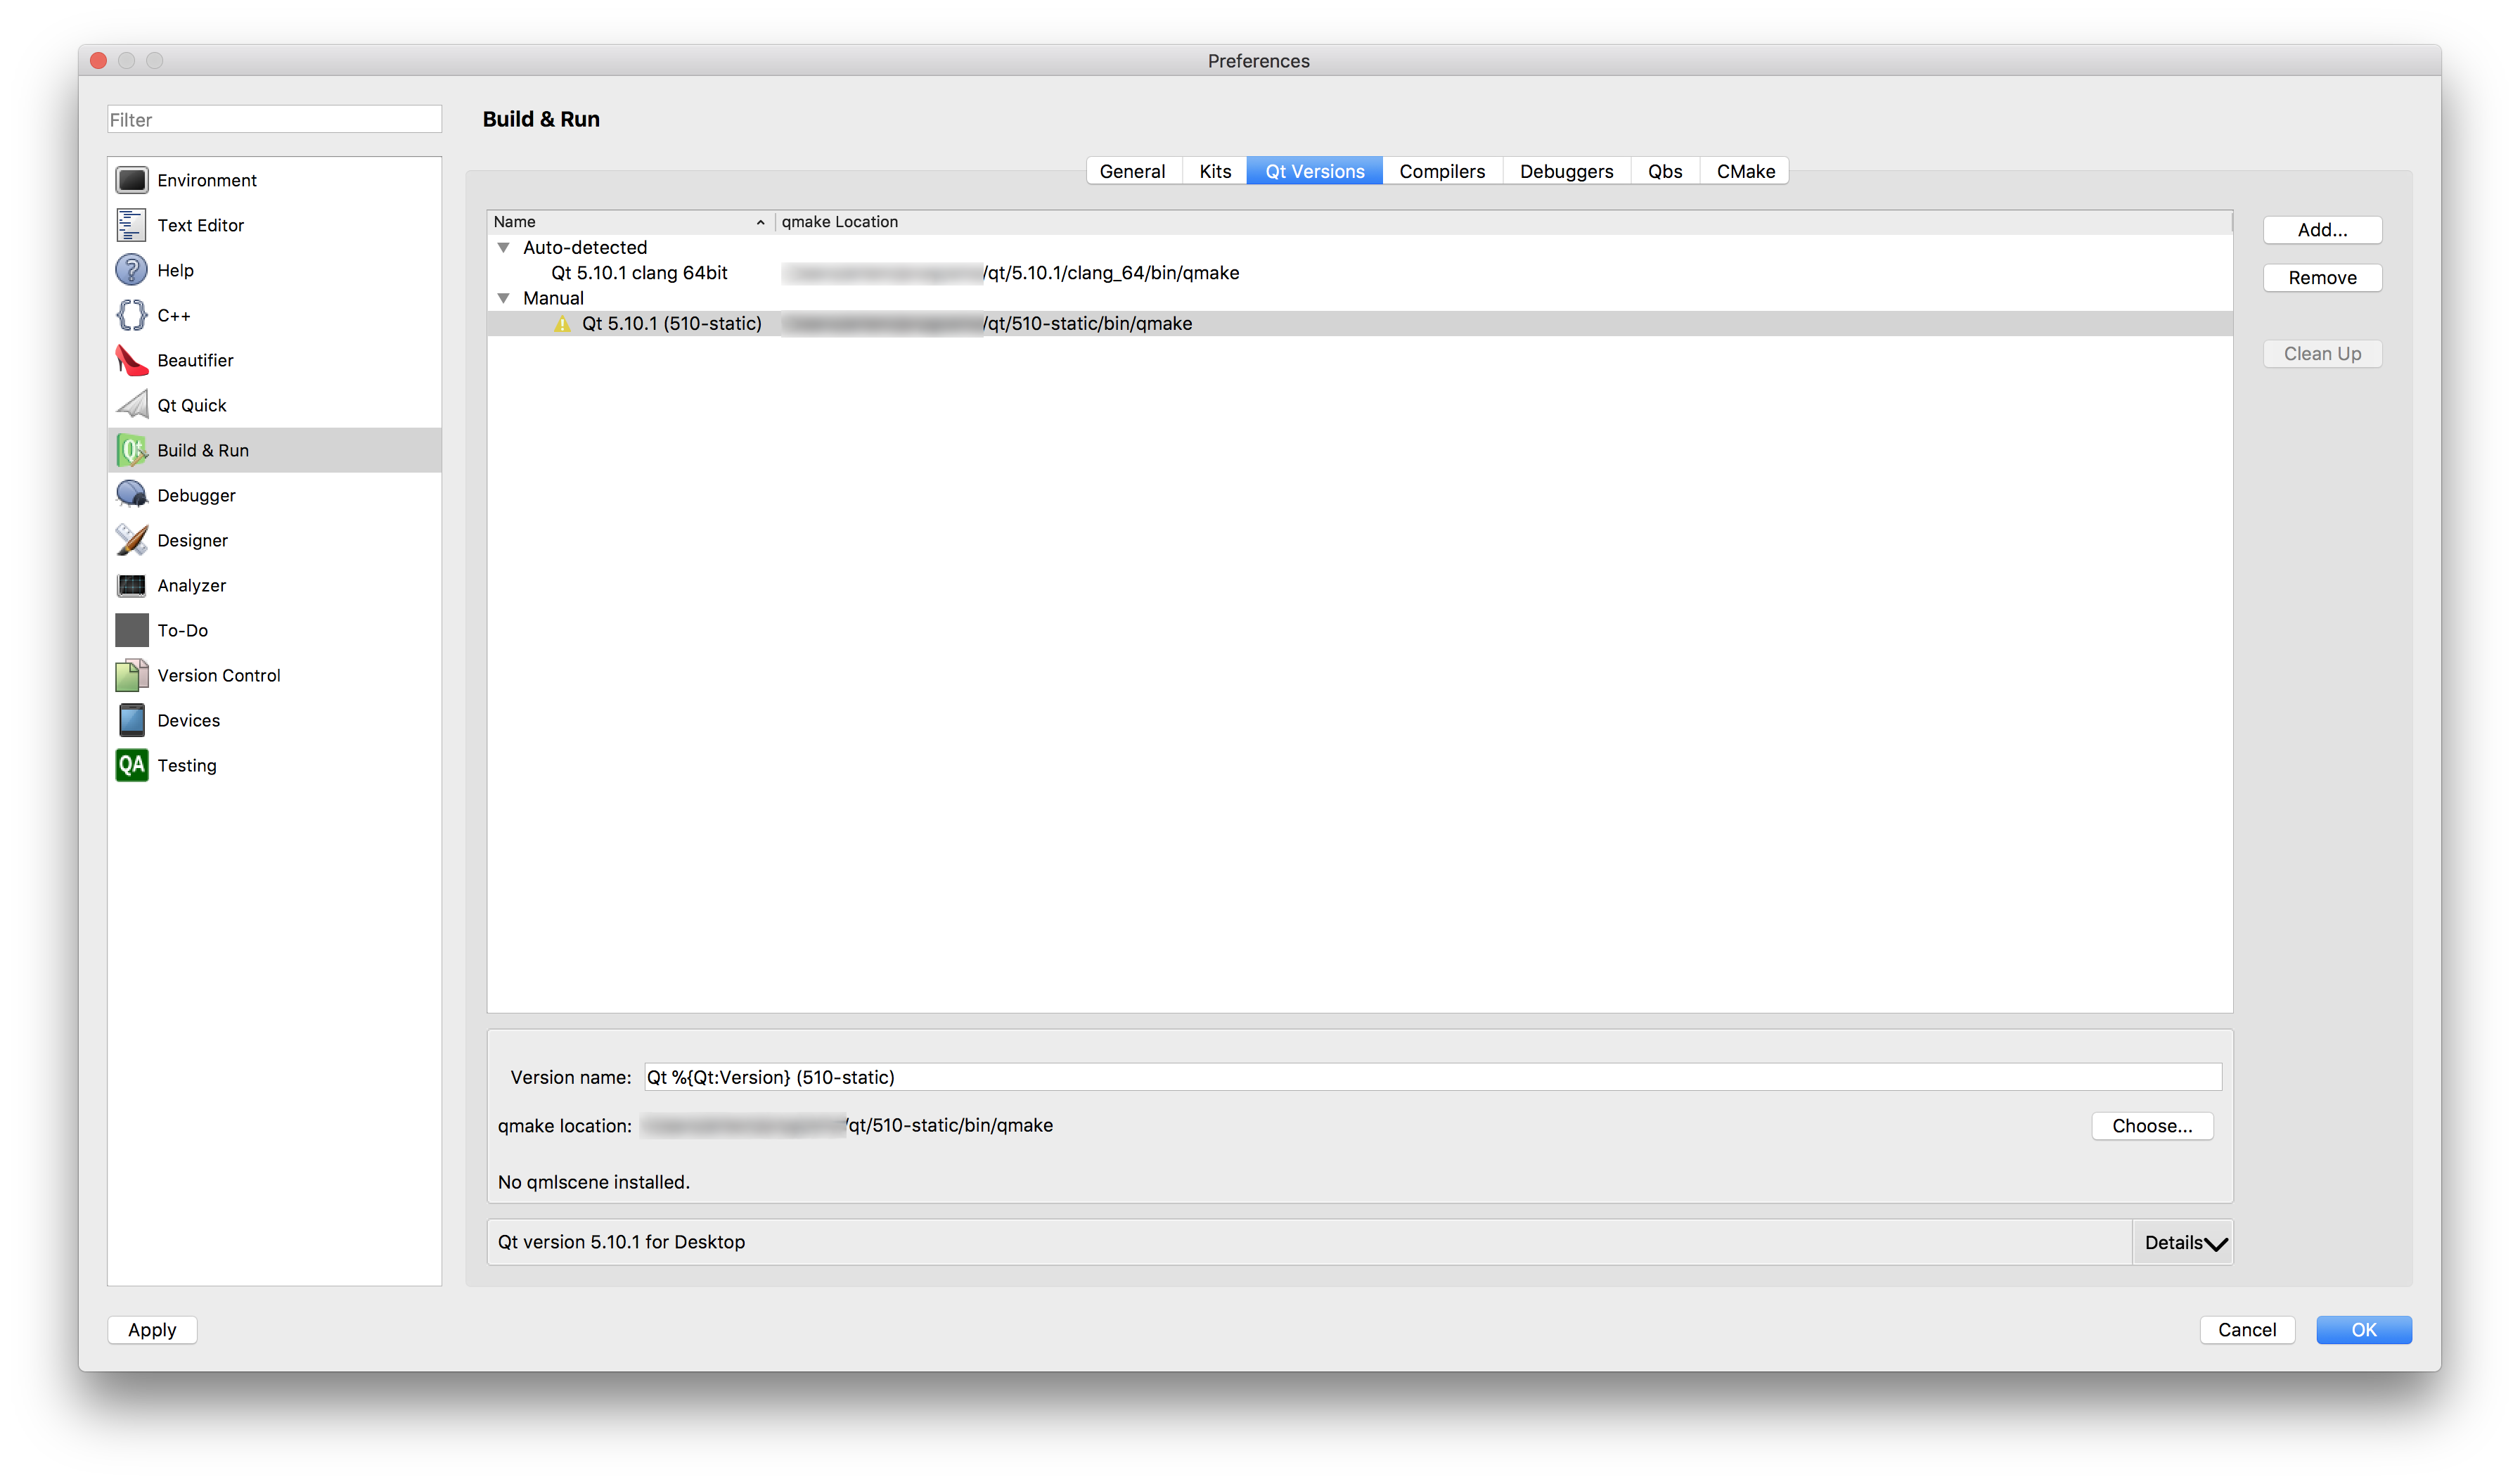 Preferences
Filter
Environment
Text Editor
Help
C++
Beautifier
Qt Quick
Build & Run
Debugger
Designer
Analyzer
To-Do
Version Control
Devices
QA Testing
Build & Run
General Kits Qt Versions Compilers Debuggers Qbs CMake
Name qmake Location
Auto-detected
Qt 5.10.1 clang 64bit /qt/5.10.1/clang_64/bin/qmake
Manual
Qt 5.10.1 (510-static) /qt/510-static/bin/qmake
Add...
Remove
Clean Up
Version name: Qt %{Qt:Version} (510-static)
qmake location: /qt/510-static/bin/qmake
Choose...
No qmlscene installed.
Qt version 5.10.1 for Desktop
Details
Apply
Cancel
OK